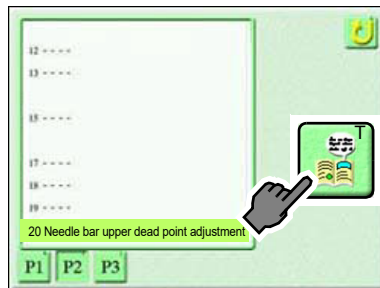 12 - - - -
13 - - - -
15 - - - -
17 - - - -
18 - - - -
19 - - - -
20 Needle bar upper dead point adjustment
T
P1 P2 P3